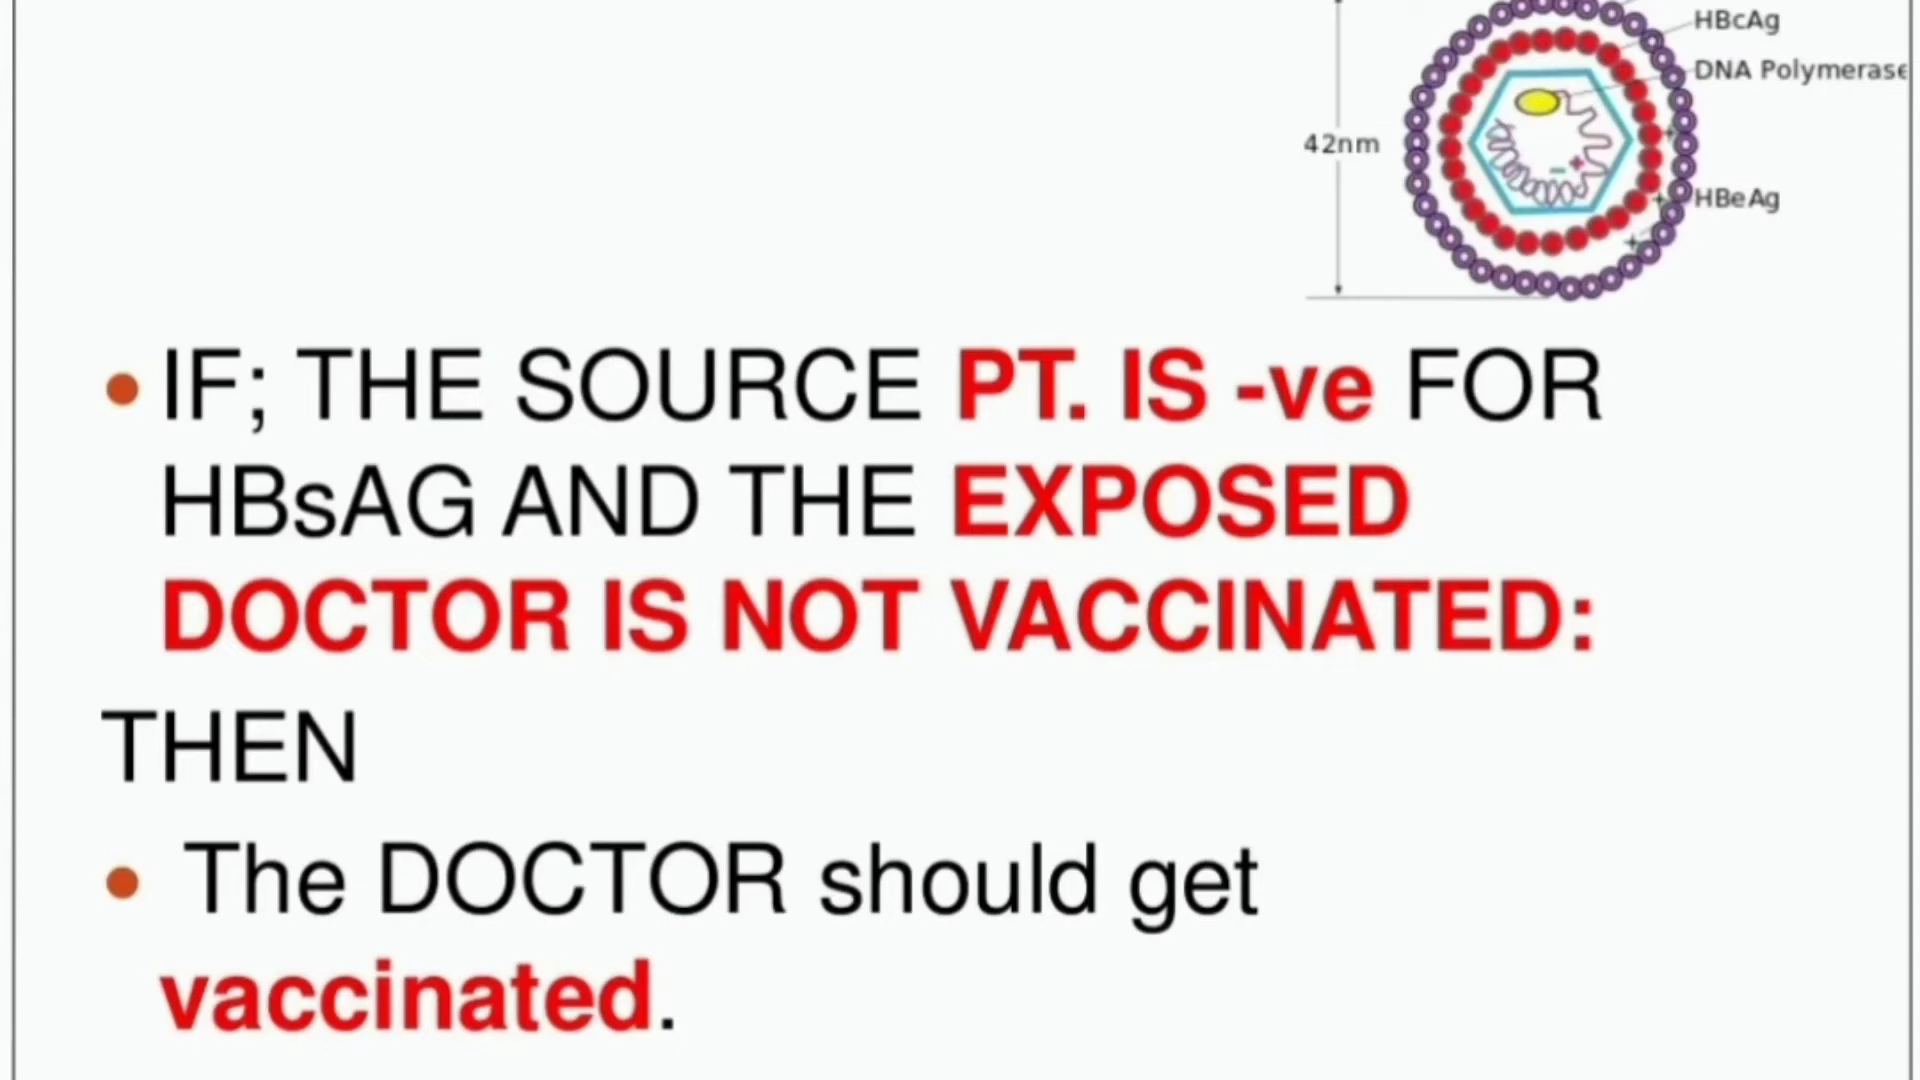 HBcAg
DNA Polymerase
42nm
HBeAg
• IF; THE SOURCE PT. IS -ve FOR
HBsAG AND THE EXPOSED
DOCTOR IS NOT VACCINATED:
THEN
• The DOCTOR should get
vaccinated.